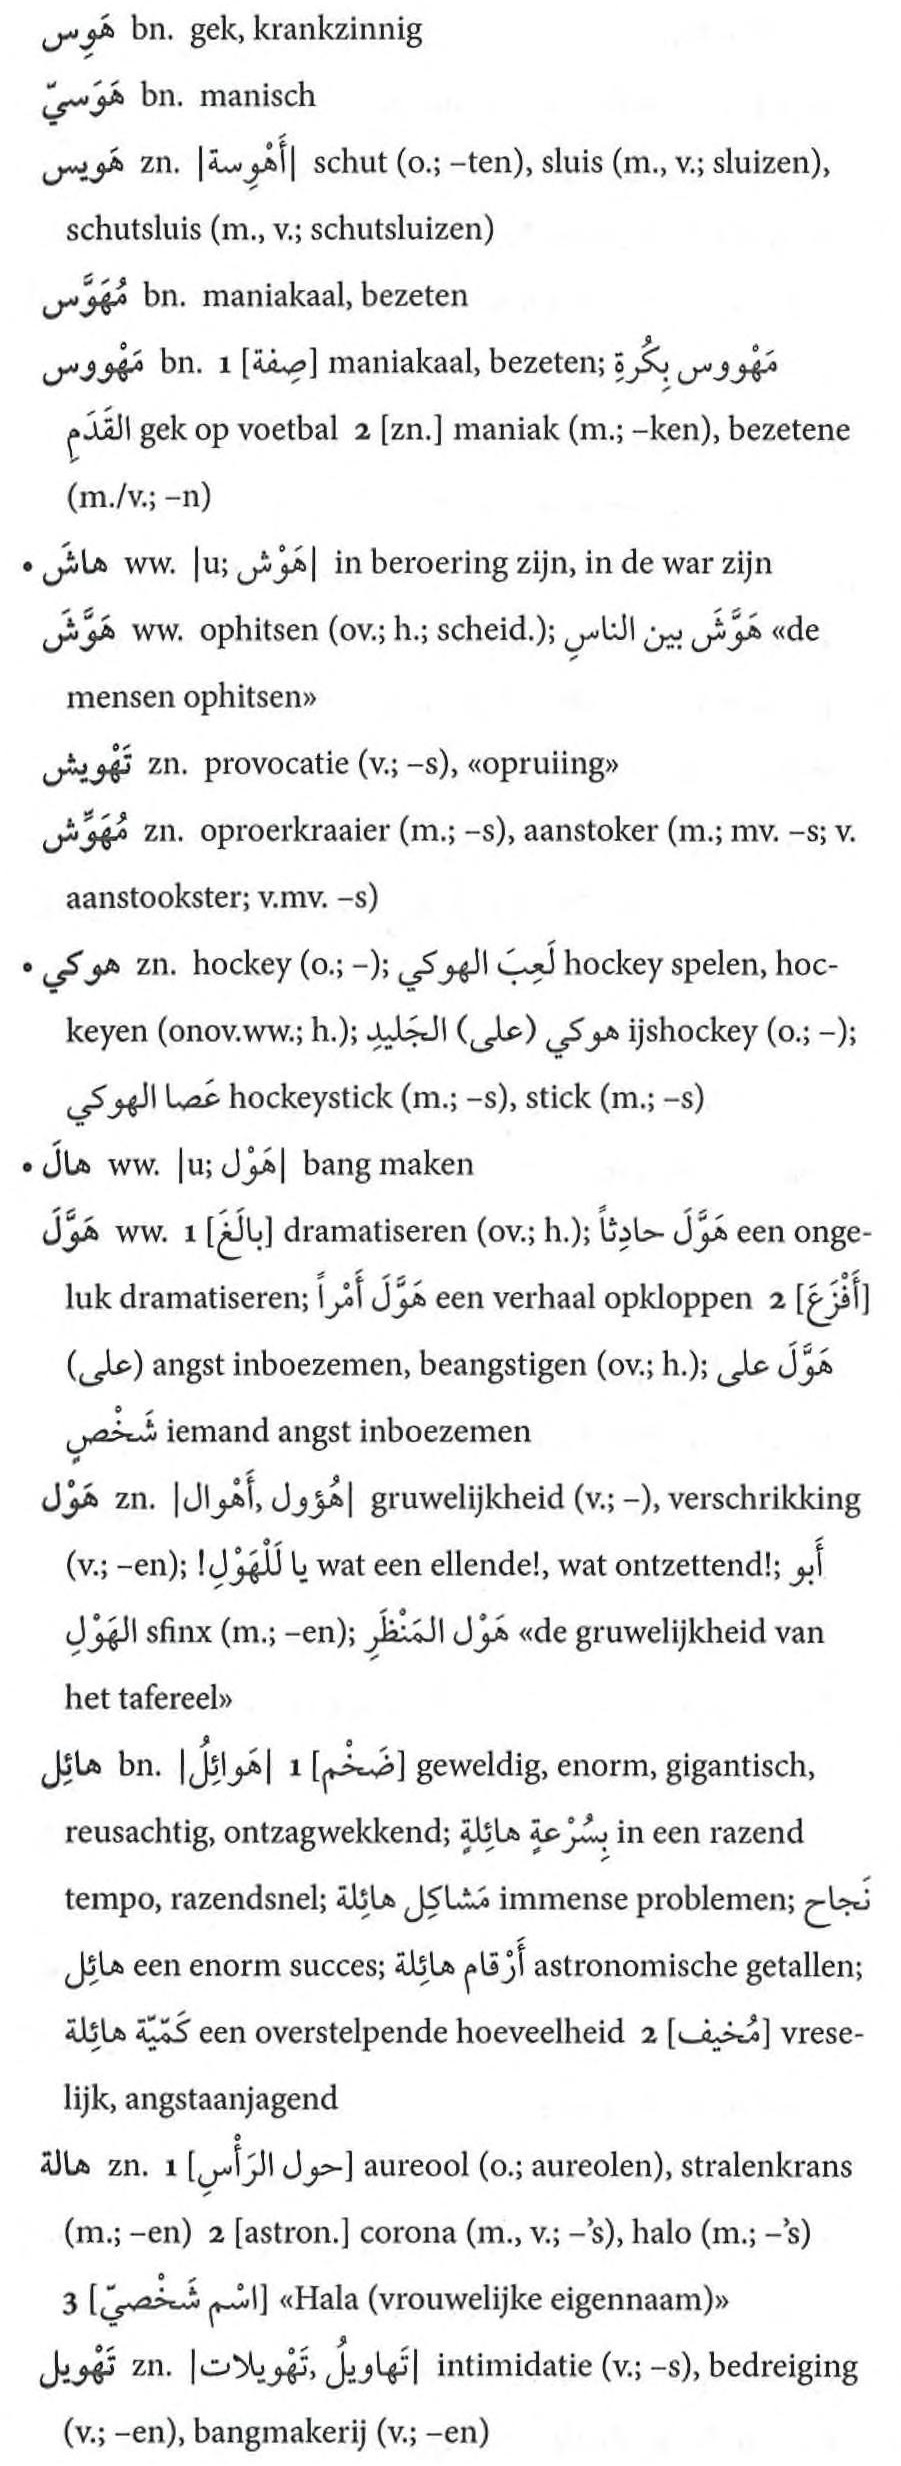 هَوِس bn. gek, krankzinnig
هَوَسيّ bn. manisch
هَويس zn. |أَهْوِسة| schut (o.; –ten), sluis (m., v.; sluizen),
schutsluis (m., v.; schutsluizen)
مُهَوَّس bn. maniakaal, bezeten
مَهْووس bn. 1 [صِفة] maniakaal, bezeten; مَهْووس بِكُرةِ
القَدَمِ gek op voetbal 2 [zn.] maniak (m.; –ken), bezetene
(m./v.; –n)
• هاشَ ww. |u; هَوْش| in beroering zijn, in de war zijn
هَوَّشَ ww. ophitsen (ov.; h.; scheid.); هَوَّشَ بين الناسِ «de
mensen ophitsen»
تَهْويش zn. provocatie (v.; –s), «opruiing»
مُهَوِّش zn. oproerkraaier (m.; –s), aanstoker (m.; mv. –s; v.
aanstookster; v.mv. –s)
• هوكي zn. hockey (o.; –); لَعِبَ الهوكي hockey spelen, hoc-
keyen (onov.ww.; h.); هوكي (على) الجَليدِ ijshockey (o.; –);
عَصا الهوكي hockeystick (m.; –s), stick (m.; –s)
• هالَ ww. |u; هَوْل| bang maken
هَوَّلَ ww. 1 [بالَغَ] dramatiseren (ov.; h.); هَوَّلَ حادِثاً een onge-
luk dramatiseren; هَوَّلَ أَمْراً een verhaal opkloppen 2 [أَفْزَعَ]
(على) angst inboezemen, beangstigen (ov.; h.); هَوَّلَ على
شَخْصٍ iemand angst inboezemen
هَوْل zn. |هُؤول, أَهْوال| gruwelijkheid (v.; –), verschrikking
(v.; –en); يا لَلْهَوْلِ! wat een ellende!, wat ontzettend!; أَبو
الهَوْلِ sfinx (m.; –en); هَوْل المَنْظَرِ «de gruwelijkheid van
het tafereel»
هائِل bn. |هَوائِلُ| 1 [ضَخْم] geweldig, enorm, gigantisch,
reusachtig, ontzagwekkend; بِسُرْعةٍ هائِلةٍ in een razend
tempo, razendsnel; مَشاكِل هائِلة immense problemen; نَجاح
هائِل een enorm succes; أَرْقام هائِلة astronomische getallen;
كَمّيّة هائِلة een overstelpende hoeveelheid 2 [مُخيف] vrese-
lijk, angstaanjagend
هالة zn. 1 [حول الرَأْسِ] aureool (o.; aureolen), stralenkrans
(m.; –en) 2 [astron.] corona (m., v.; –’s), halo (m.; –’s)
3 [اسْم شَخْصيّ] «Hala (vrouwelijke eigennaam)»
تَهْويل zn. |تَهاويلُ, تَهْويلات| intimidatie (v.; –s), bedreiging
(v.; –en), bangmakerij (v.; –en)